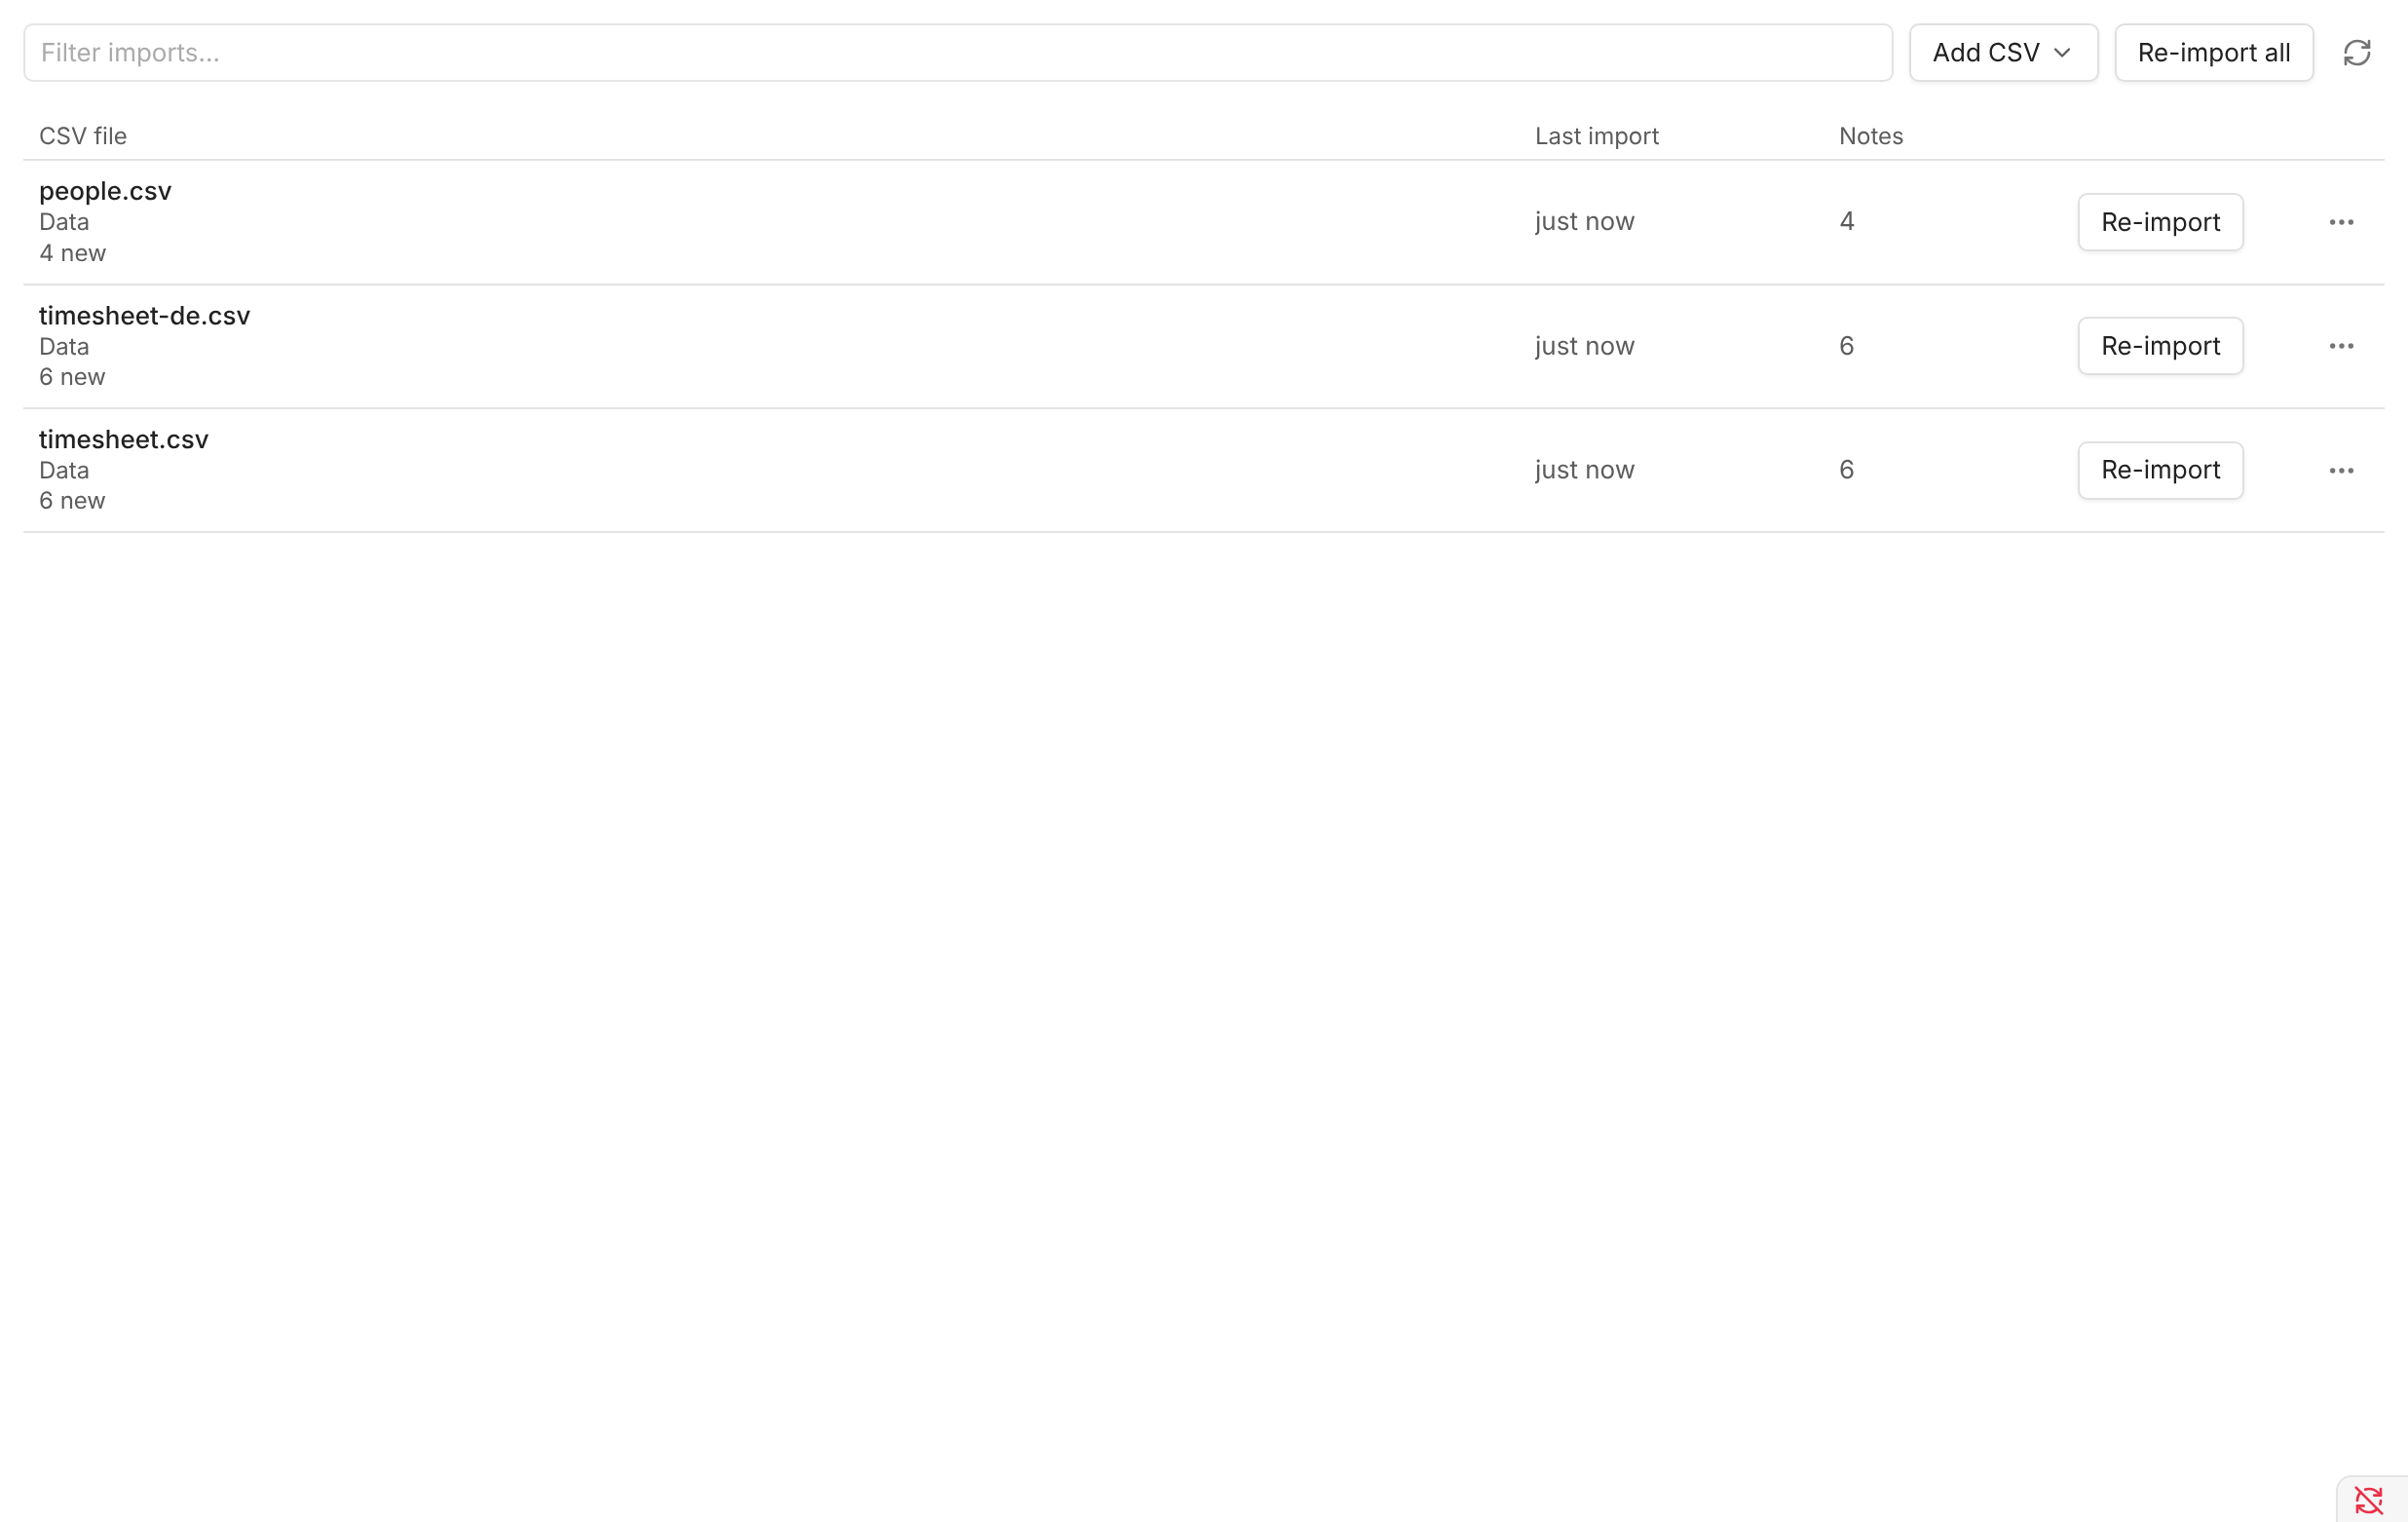 Filter imports...
Add CSV
Re-import all
CSV file
Last import
Notes
people.csv
Data
4 new
just now
4
Re-import
timesheet-de.csv
Data
6 new
just now
6
Re-import
timesheet.csv
Data
6 new
just now
6
Re-import